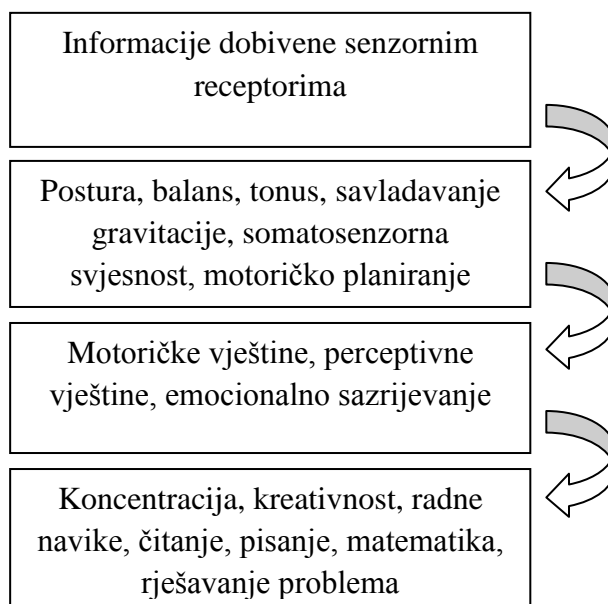 Informacije dobivene senzornim
receptorima
Postura, balans, tonus, savladavanje
gravitacije, somatosenzorna
svjesnost, motoričko planiranje
Motoričke vještine, perceptivne
vještine, emocionalno sazrijevanje
Koncentracija, kreativnost, radne
navike, čitanje, pisanje, matematika,
rješavanje problema